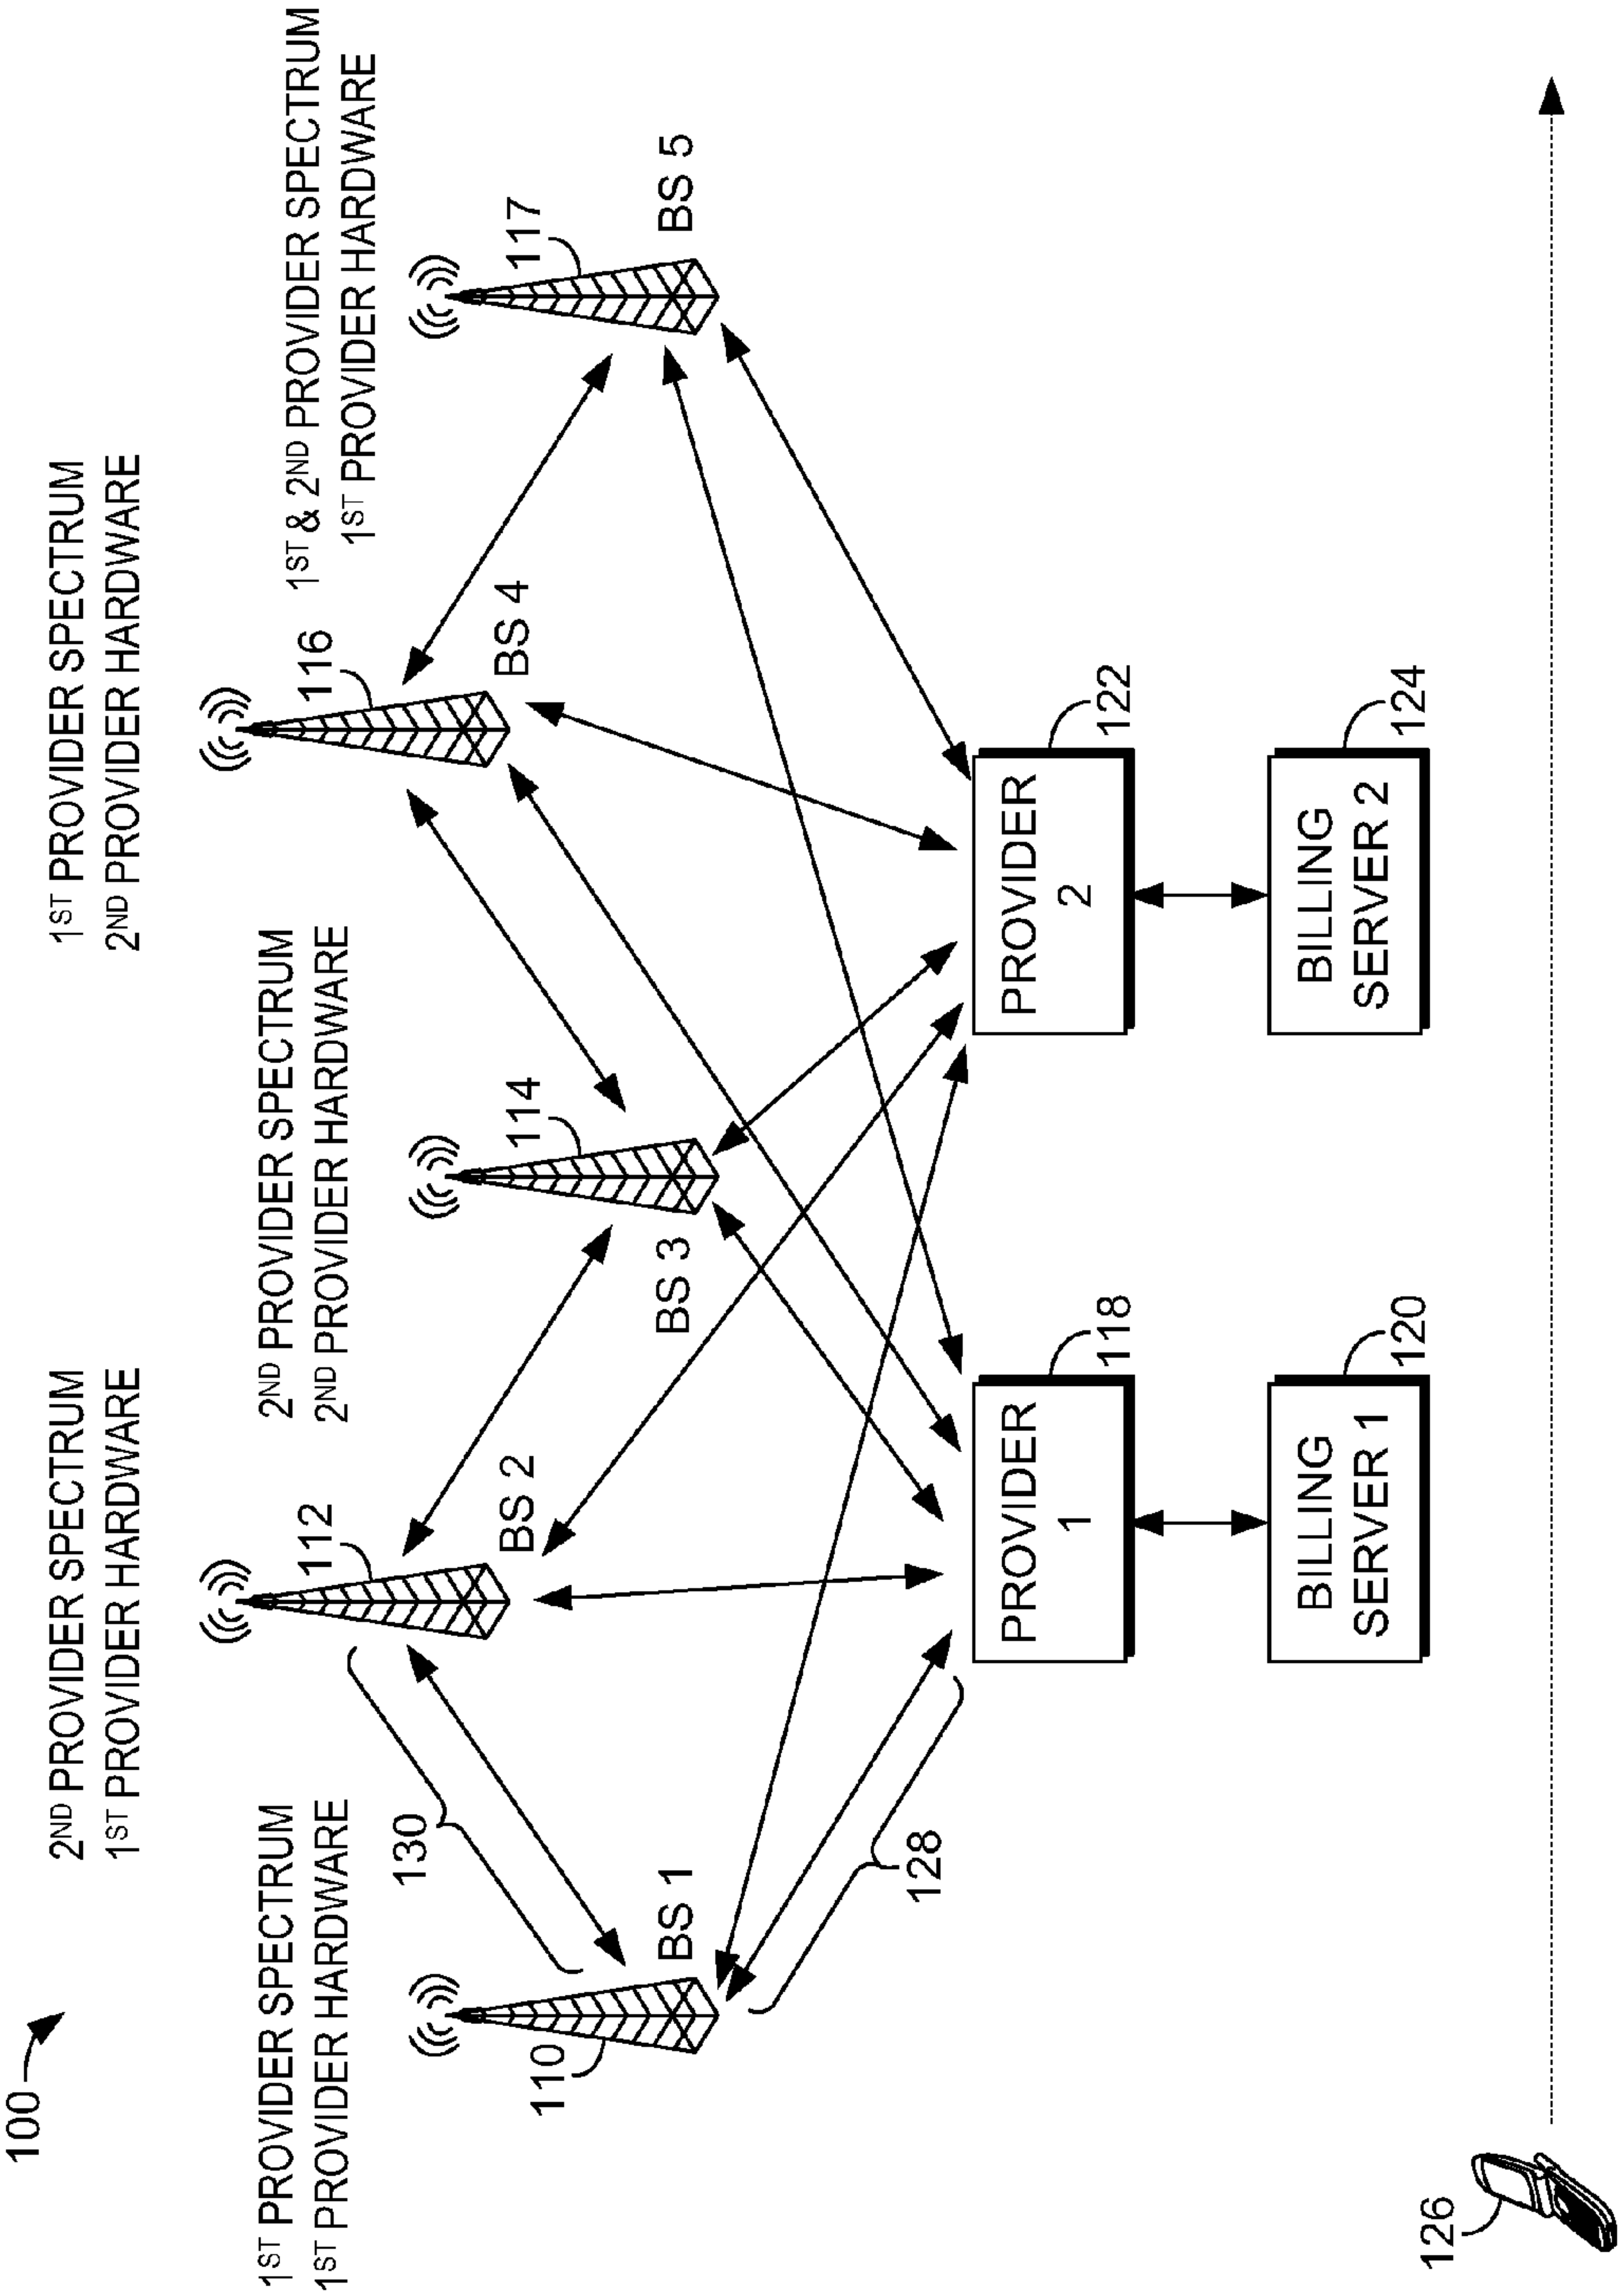 100
2ND PROVIDER SPECTRUM
1ST PROVIDER HARDWARE
1ST PROVIDER SPECTRUM
2ND PROVIDER HARDWARE
1ST PROVIDER SPECTRUM
1ST PROVIDER HARDWARE
2ND PROVIDER SPECTRUM
2ND PROVIDER HARDWARE
1ST & 2ND PROVIDER SPECTRUM
1ST PROVIDER HARDWARE
112
116
130
BS 2
BS 4
110
114
117
BS 1
BS 3
BS 5
128
PROVIDER
1
118
PROVIDER
2
122
BILLING
SERVER 1
120
BILLING
SERVER 2
124
126